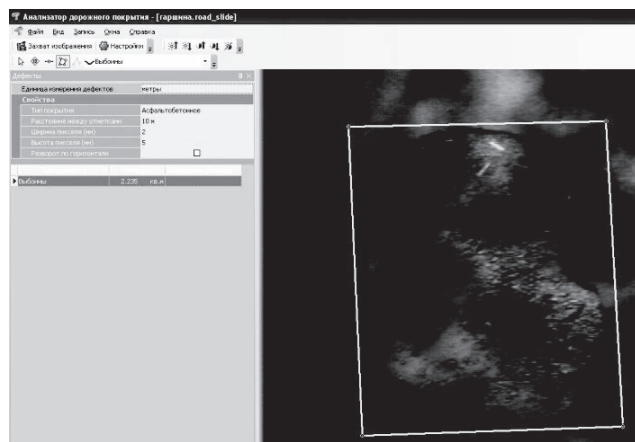 Анализатор дорожного покрытия - [гаршина.road_slide]
Файл Вид Запись Окна Справка
Захват изображения Настройки
Выбоины
Дефекты
Единица измерения дефектов метры
Свойства
Тип покрытия Асфальтобетонное
Расстояние между отметками 10 м
Ширина пикселя (мм) 2
Высота пикселя (мм) 5
Разворот по горизонтали
Выбоины 2.235 кв.м